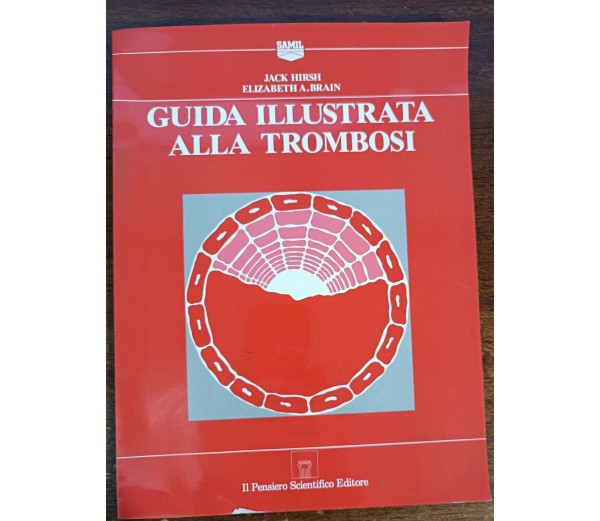 SAMIL
JACK HIRSH
ELIZABETH A. BRAIN
GUIDA ILLUSTRATA
ALLA TROMBOSI
Il Pensiero Scientifico Editore